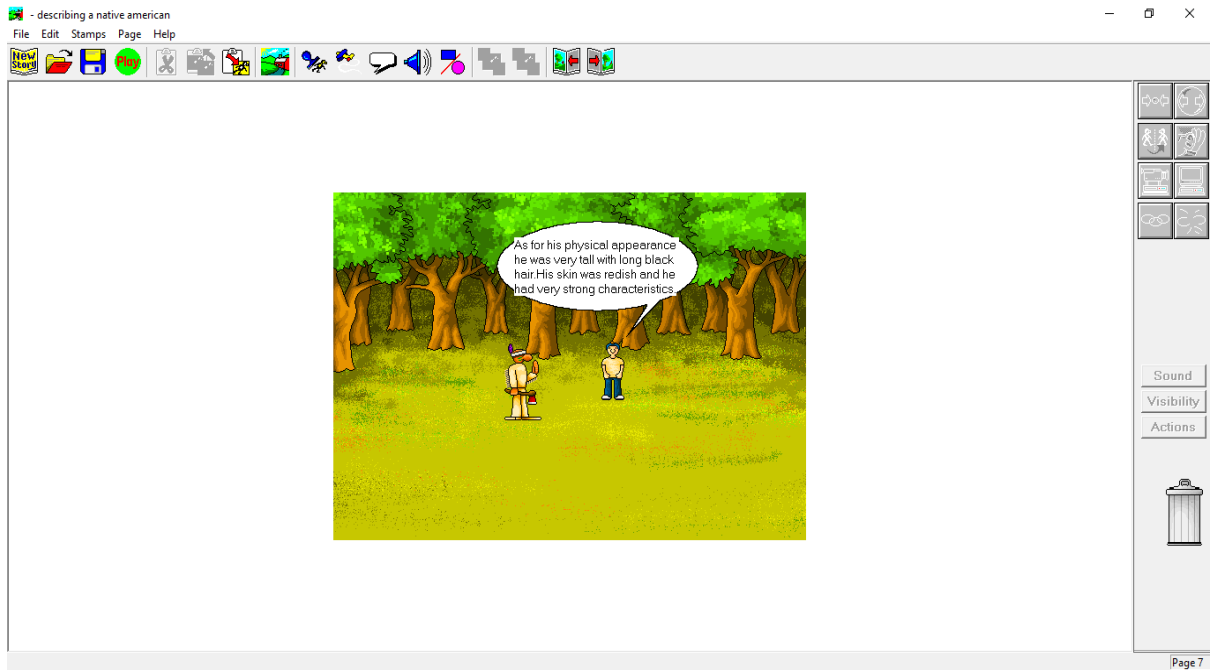 - describing a native american
File Edit Stamps Page Help
New Story Play
As for his physical appearance
he was very tall with long black
hair.His skin was redish and he
had very strong characteristics.
Sound
Visibility
Actions
Page 7